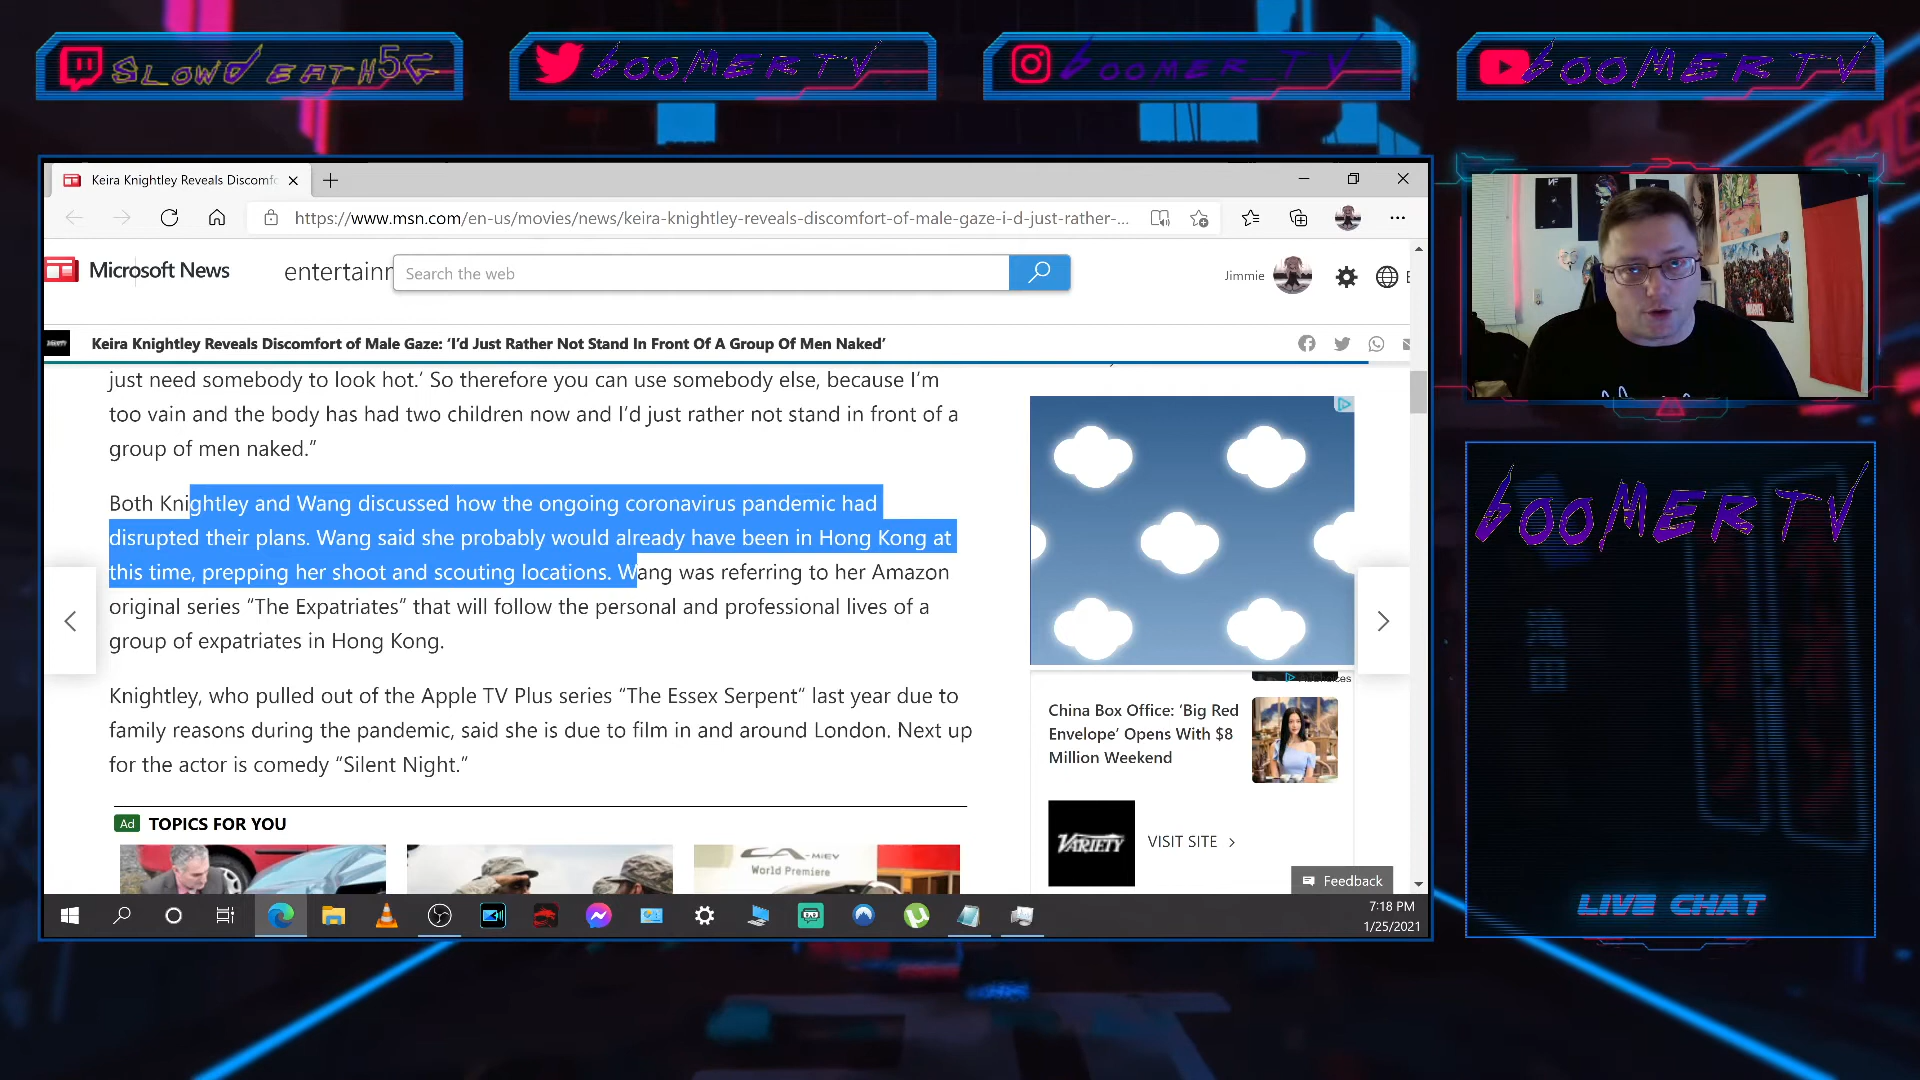 SLOWDEATH5G
boomerTV
boomer_TV
boomerTV
Keira Knightley Reveals Discomfo
https://www.msn.com/en-us/movies/news/keira-knightley-reveals-discomfort-of-male-gaze-i-d-just-rather-...
Microsoft News
entertainm
Search the web
Jimmie
Keira Knightley Reveals Discomfort of Male Gaze: ‘I’d Just Rather Not Stand In Front Of A Group Of Men Naked’
just need somebody to look hot.’ So therefore you can use somebody else, because I’m
too vain and the body has had two children now and I’d just rather not stand in front of a
group of men naked.”
Both Knightley and Wang discussed how the ongoing coronavirus pandemic had
disrupted their plans. Wang said she probably would already have been in Hong Kong at
this time, prepping her shoot and scouting locations. Wang was referring to her Amazon
original series “The Expatriates” that will follow the personal and professional lives of a
group of expatriates in Hong Kong.
Knightley, who pulled out of the Apple TV Plus series “The Essex Serpent” last year due to
family reasons during the pandemic, said she is due to film in and around London. Next up
for the actor is comedy “Silent Night.”
Ad TOPICS FOR YOU
CA-MiEV
World Premiere
China Box Office: ‘Big Red
Envelope’ Opens With $8
Million Weekend
VARIETY
VISIT SITE
Feedback
7:18 PM
1/25/2021
MARVEL
boomerTV
LIVE CHAT